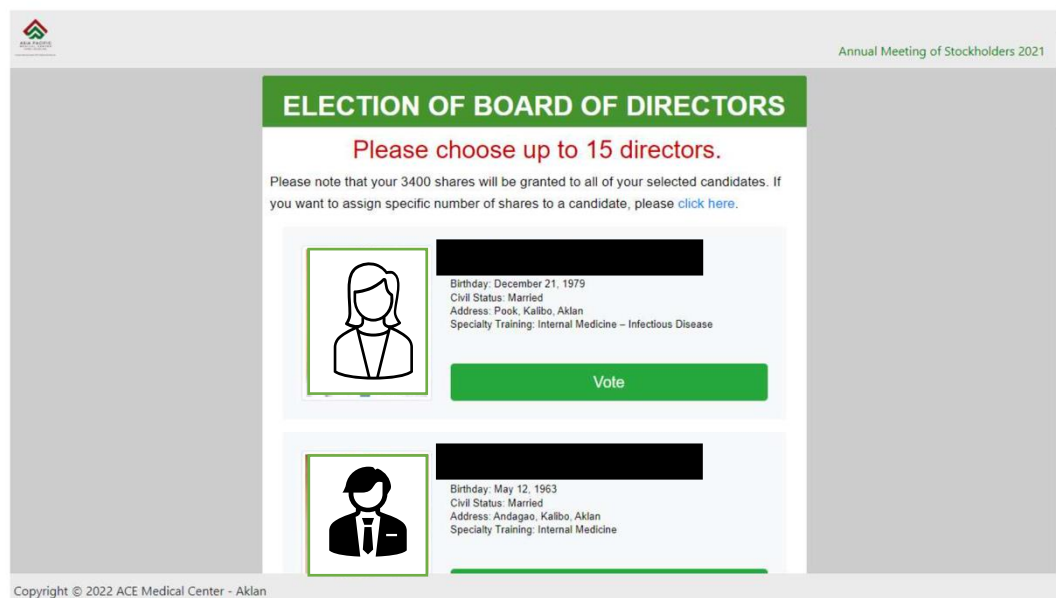 ASIA PACIFIC
Annual Meeting of Stockholders 2021
ELECTION OF BOARD OF DIRECTORS
Please choose up to 15 directors.
Please note that your 3400 shares will be granted to all of your selected candidates. If
you want to assign specific number of shares to a candidate, please click here.
Birthday: December 21, 1979
Civil Status: Married
Address: Pook, Kalibo, Aklan
Specialty Training: Internal Medicine – Infectious Disease
Vote
Birthday: May 12, 1963
Civil Status: Married
Address: Andagao, Kalibo, Aklan
Specialty Training: Internal Medicine
Copyright © 2022 ACE Medical Center - Aklan